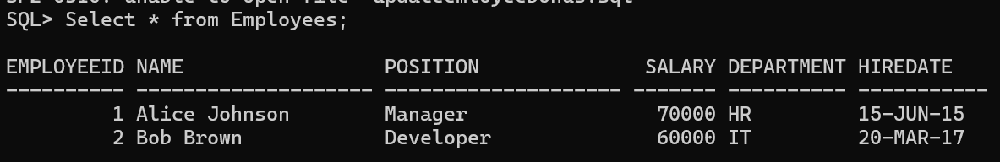 SQL> Select * from Employees;
EMPLOYEEID NAME POSITION SALARY DEPARTMENT HIREDATE
---------- -------------------- -------------------- ------- ---------- -----------
1 Alice Johnson Manager 70000 HR 15-JUN-15
2 Bob Brown Developer 60000 IT 20-MAR-17